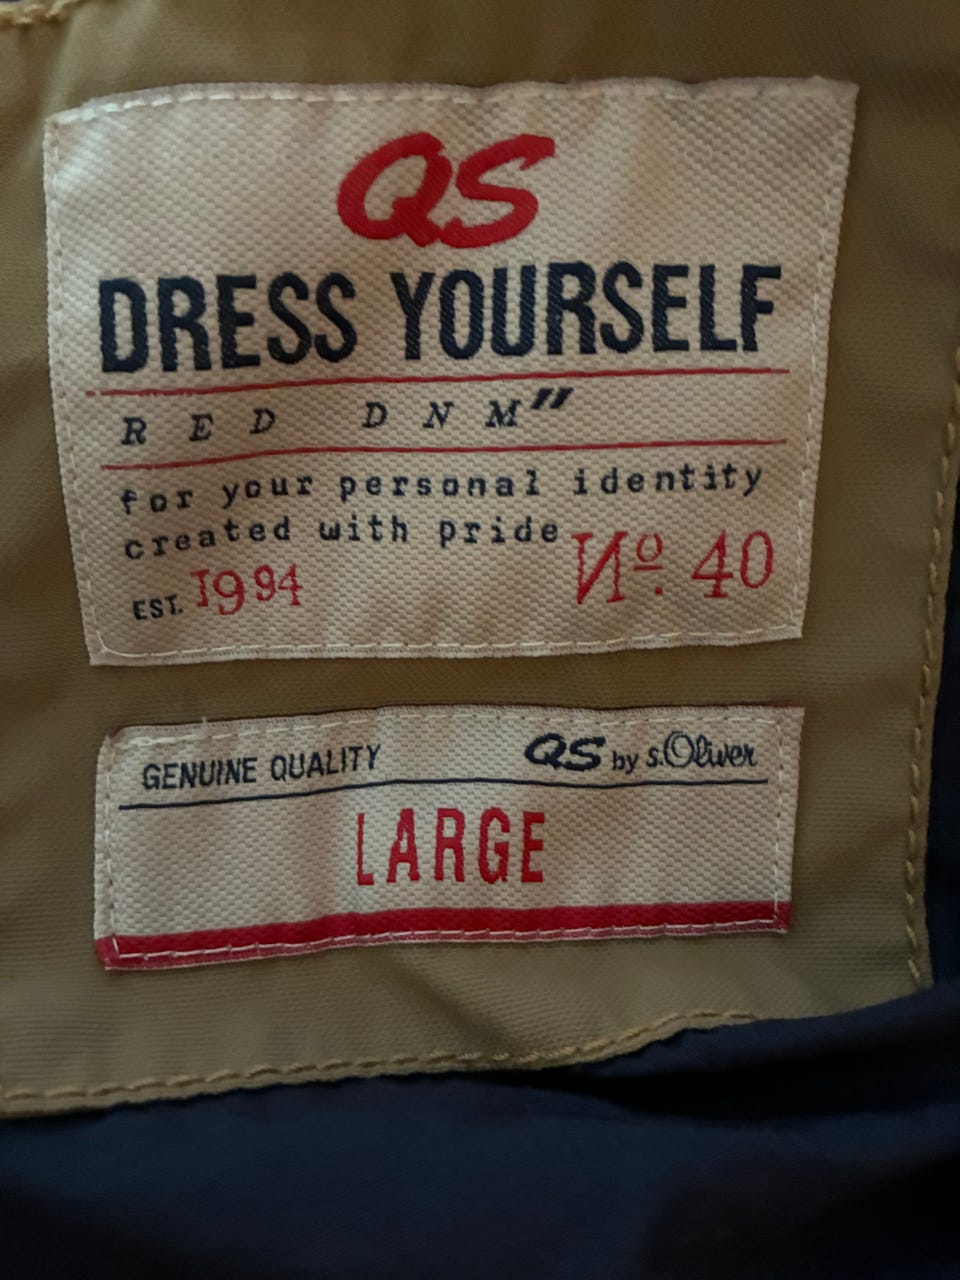 QS
DRESS YOURSELF
RED DNM"
for your personal identity
created with pride
EST. 1994 Nº. 40
GENUINE QUALITY QS by s.Oliver
LARGE